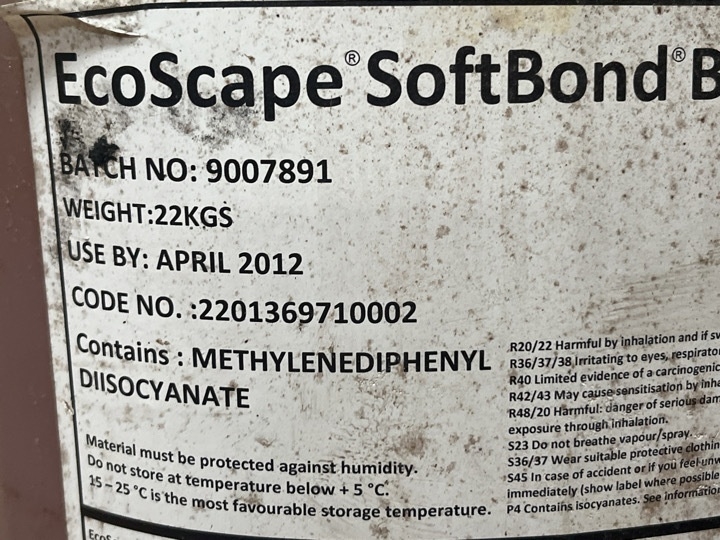 EcoScape® SoftBond® B
BATCH NO: 9007891
WEIGHT:22KGS
USE BY: APRIL 2012
CODE NO. :2201369710002
Contains : METHYLENEDIPHENYL
DIISOCYANATE
Material must be protected against humidity.
Do not store at temperature below + 5 °C.
15 – 25 °C is the most favourable storage temperature.
R20/22 Harmful by inhalation and if sw
R36/37/38 Irritating to eyes, respirato
R40 Limited evidence of a carcinogenic
R42/43 May cause sensitisation by inha
R48/20 Harmful: danger of serious dam
exposure through inhalation.
S23 Do not breathe vapour/spray.
S36/37 Wear suitable protective clothin
S45 In case of accident or if you feel unw
immediately (show label where possible
P4 Contains isocyanates. See information